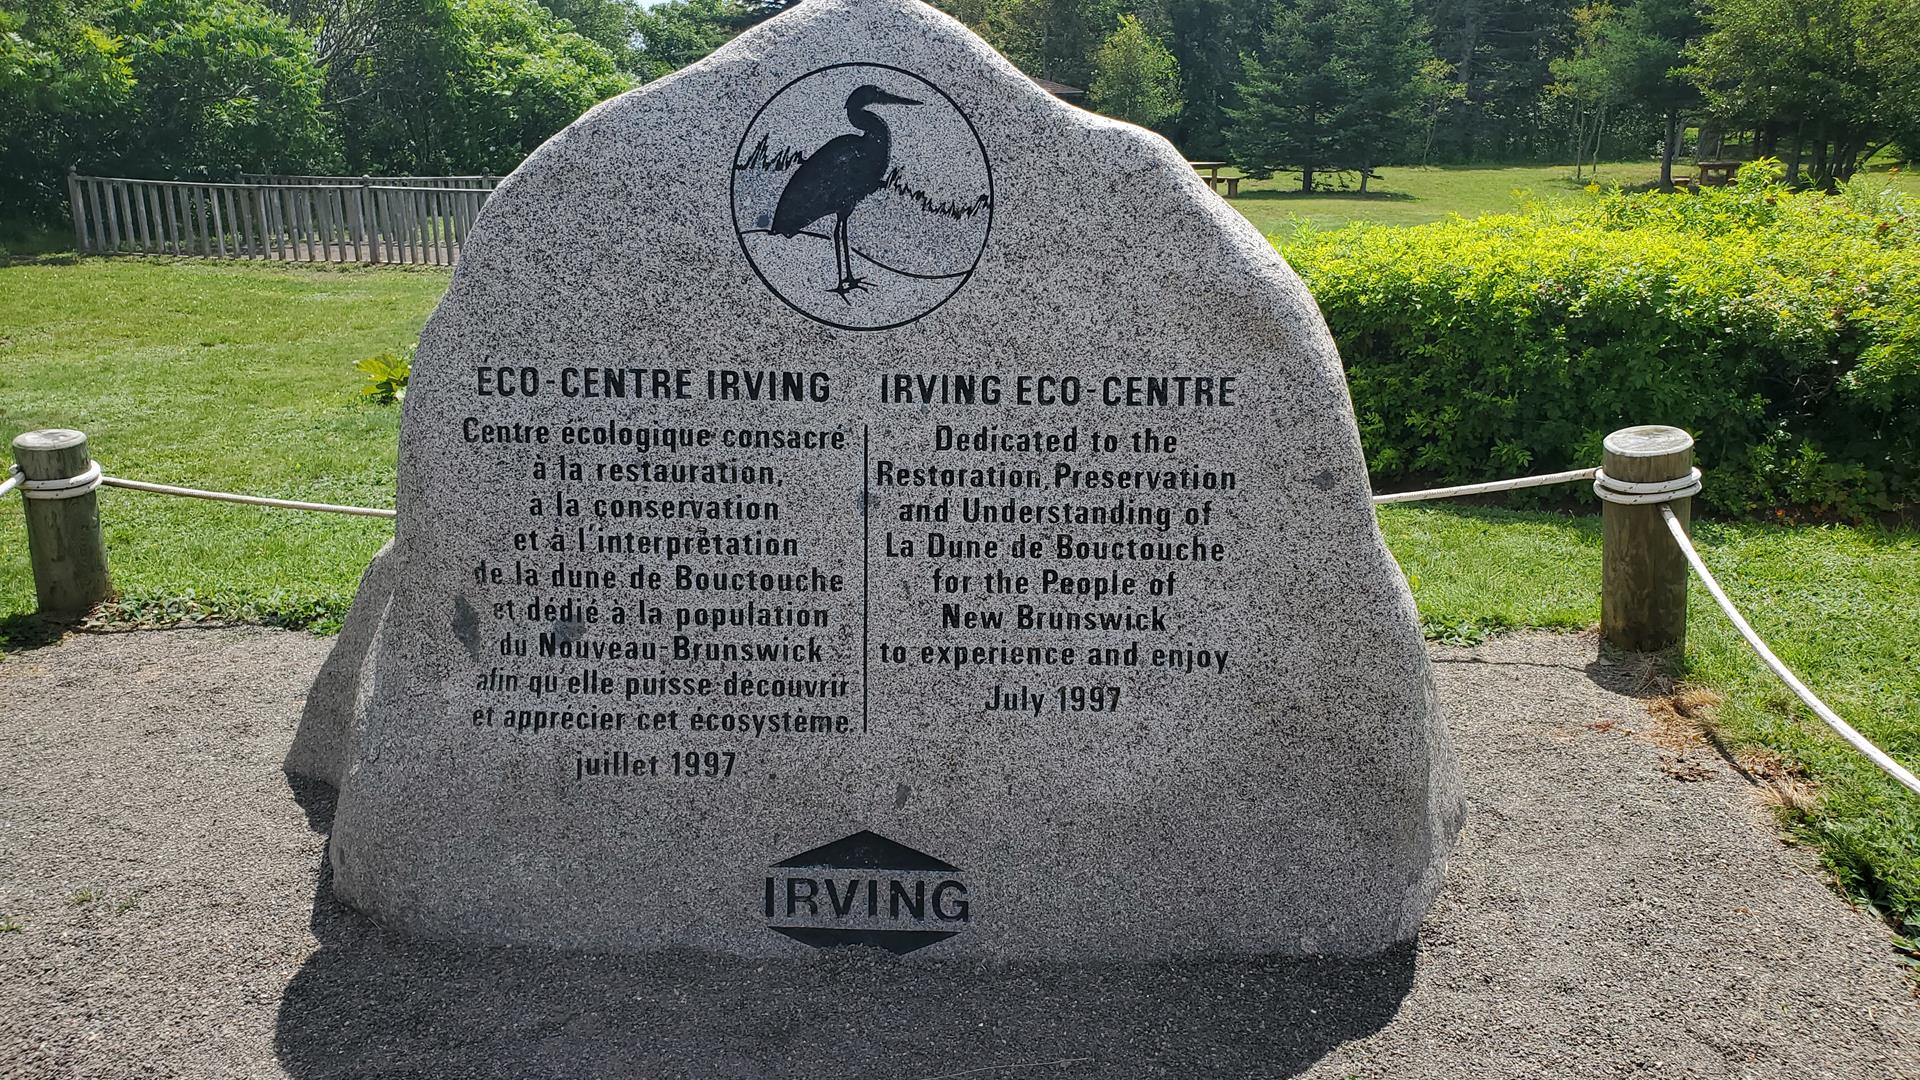 ÉCO-CENTRE IRVING
Centre écologique consacré
à la restauration,
à la conservation
et à l'interprétation
de la dune de Bouctouche
et dédié à la population
du Nouveau-Brunswick
afin qu'elle puisse découvrir
et apprécier cet écosystème.
juillet 1997
IRVING ECO-CENTRE
Dedicated to the
Restoration, Preservation
and Understanding of
La Dune de Bouctouche
for the People of
New Brunswick
to experience and enjoy
July 1997
IRVING